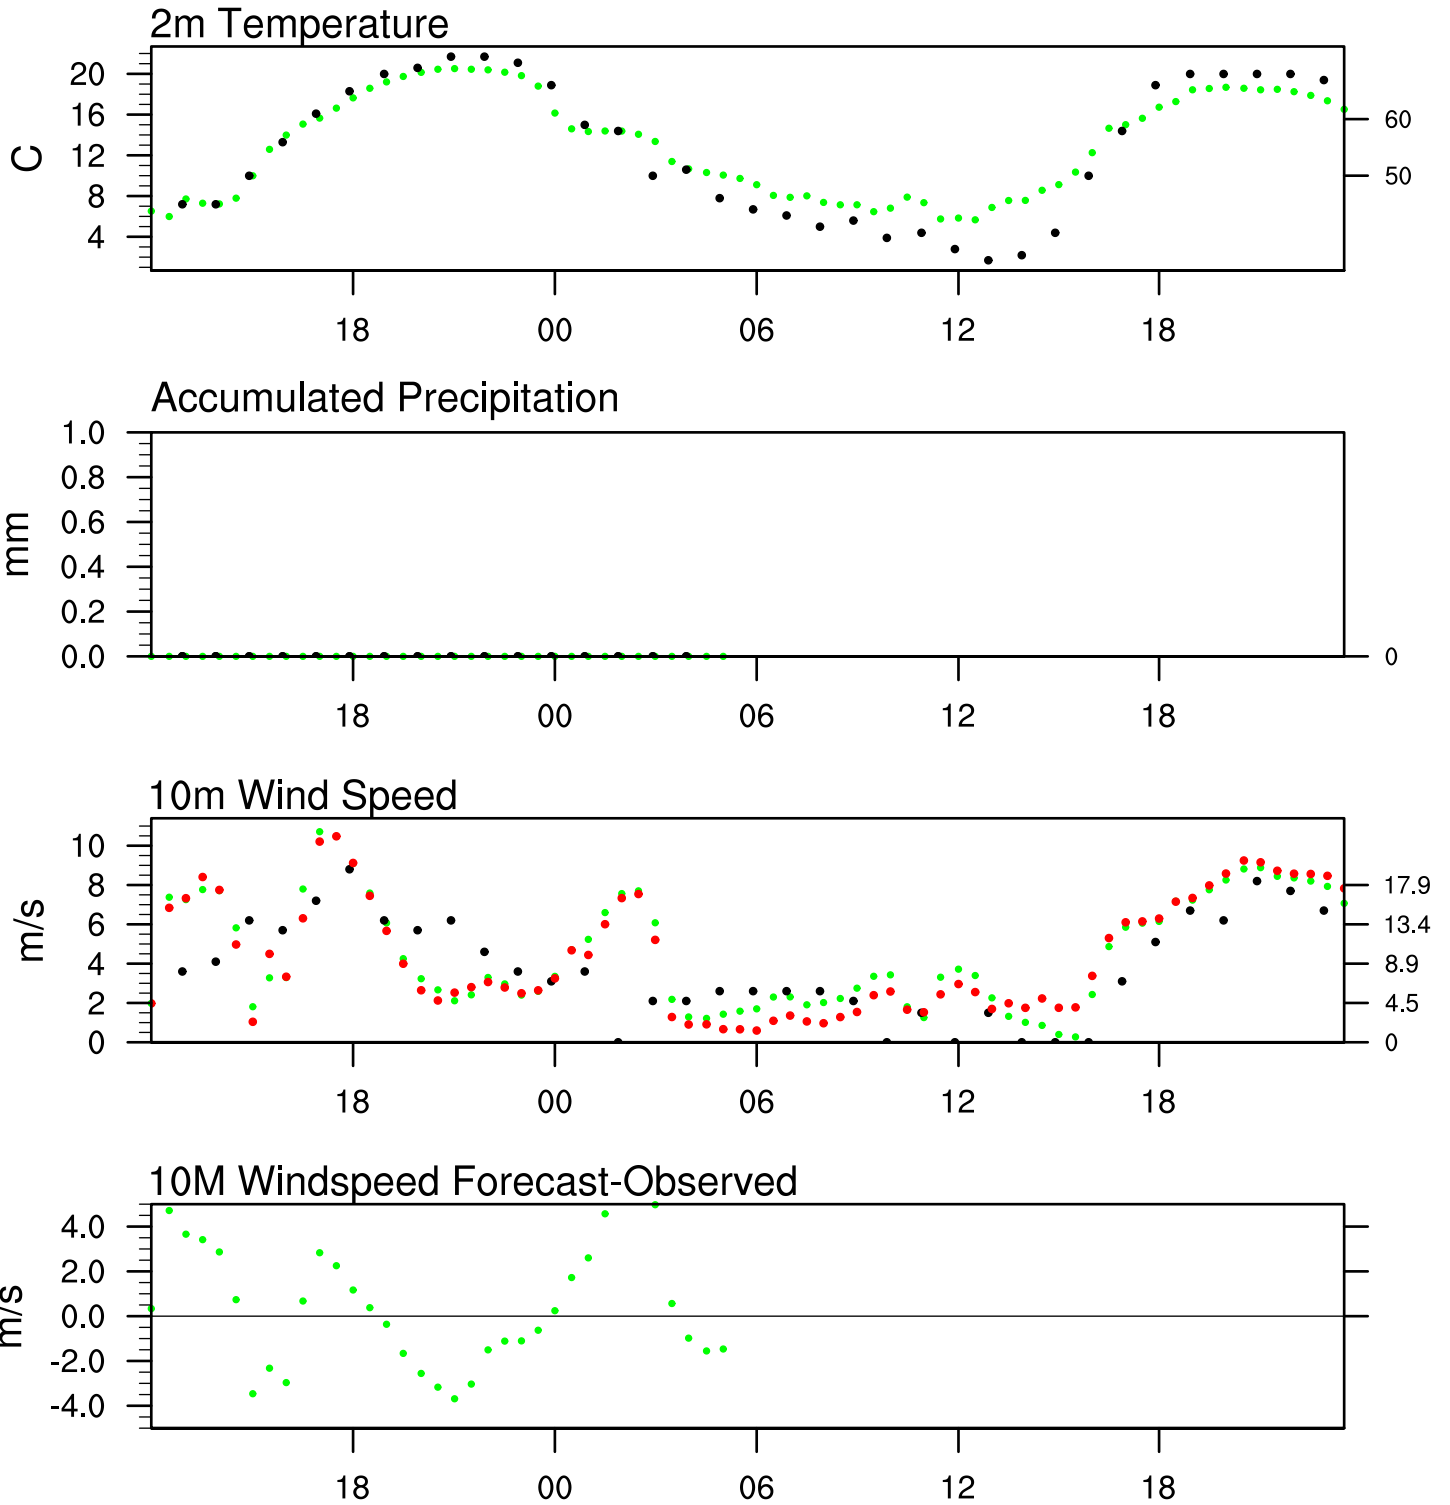 2m Temperature
20
16
12
8
4
C
60
50
18 00 06 12 18
Accumulated Precipitation
1.0
0.8
0.6
0.4
0.2
0.0
mm
0
18 00 06 12 18
10m Wind Speed
10
8
6
4
2
0
m/s
17.9
13.4
8.9
4.5
0
18 00 06 12 18
10M Windspeed Forecast-Observed
4.0
2.0
0.0
-2.0
-4.0
m/s
18 00 06 12 18